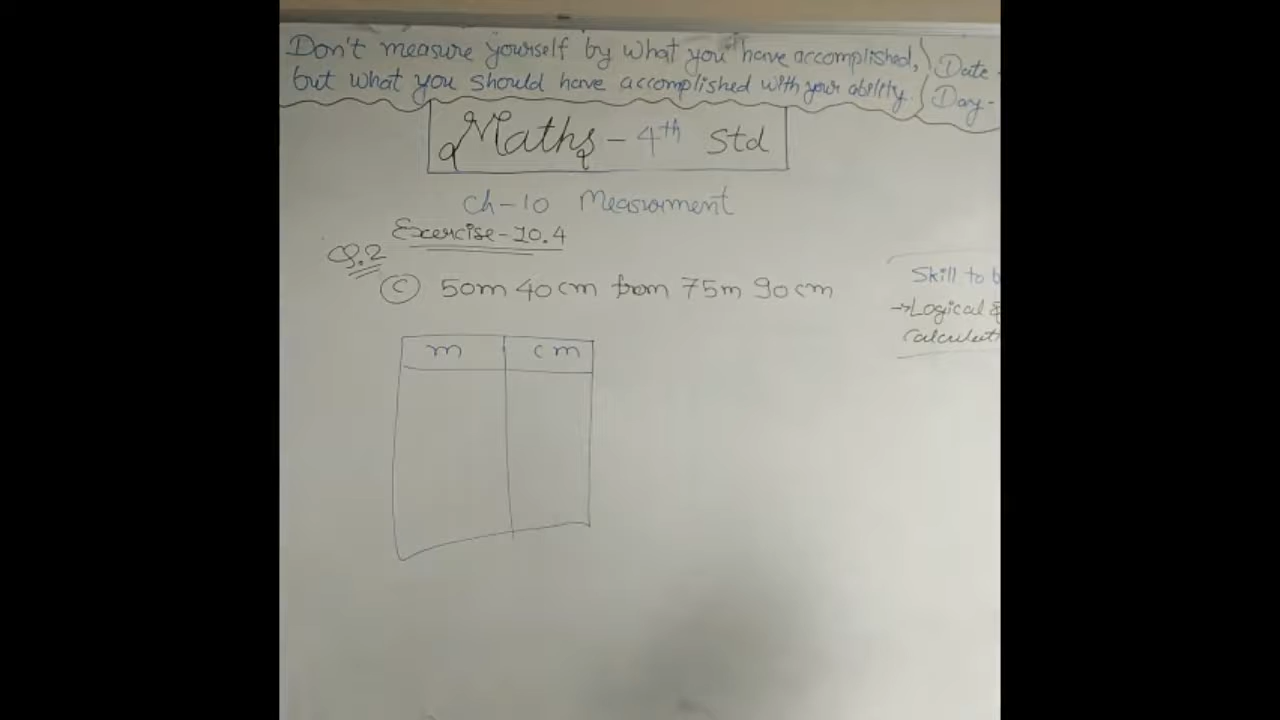 Don't measure yourself by what you have accomplished,
but what you should have accomplished with your ability.
Date -
Day -
Maths - 4th Std
Ch-10 Measurment
Exercise-10.4
Q.2
C 50m 40cm from 75m 90cm
m cm
Skill to b
→ Logical &